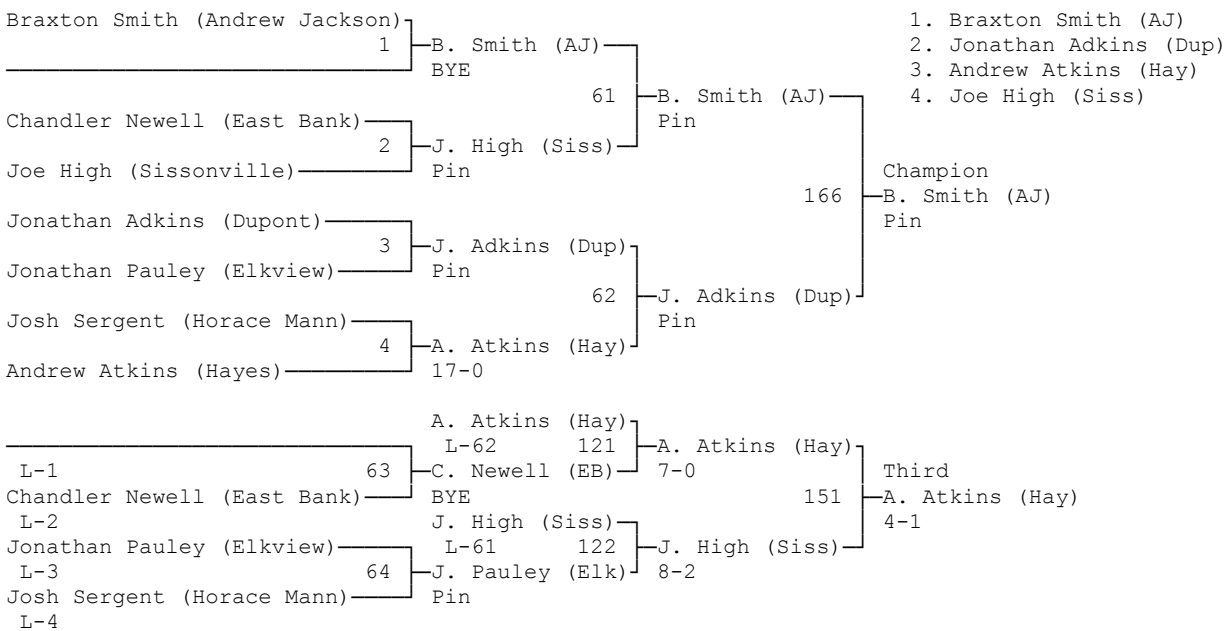 Braxton Smith (Andrew Jackson) 1. Braxton Smith (AJ)
1 B. Smith (AJ) 2. Jonathan Adkins (Dup)
BYE 3. Andrew Atkins (Hay)
61 B. Smith (AJ) 4. Joe High (Siss)
Chandler Newell (East Bank) Pin
2 J. High (Siss)
Joe High (Sissonville) Pin Champion
166 B. Smith (AJ)
Jonathan Adkins (Dupont) Pin
3 J. Adkins (Dup)
Jonathan Pauley (Elkview) Pin
62 J. Adkins (Dup)
Josh Sergent (Horace Mann) Pin
4 A. Atkins (Hay)
Andrew Atkins (Hayes) 17-0
A. Atkins (Hay)
L-62 121 A. Atkins (Hay)
L-1 63 C. Newell (EB) 7-0 Third
Chandler Newell (East Bank) BYE 151 A. Atkins (Hay)
L-2 J. High (Siss) 4-1
Jonathan Pauley (Elkview) L-61 122 J. High (Siss)
L-3 64 J. Pauley (Elk) 8-2
Josh Sergent (Horace Mann) Pin
L-4